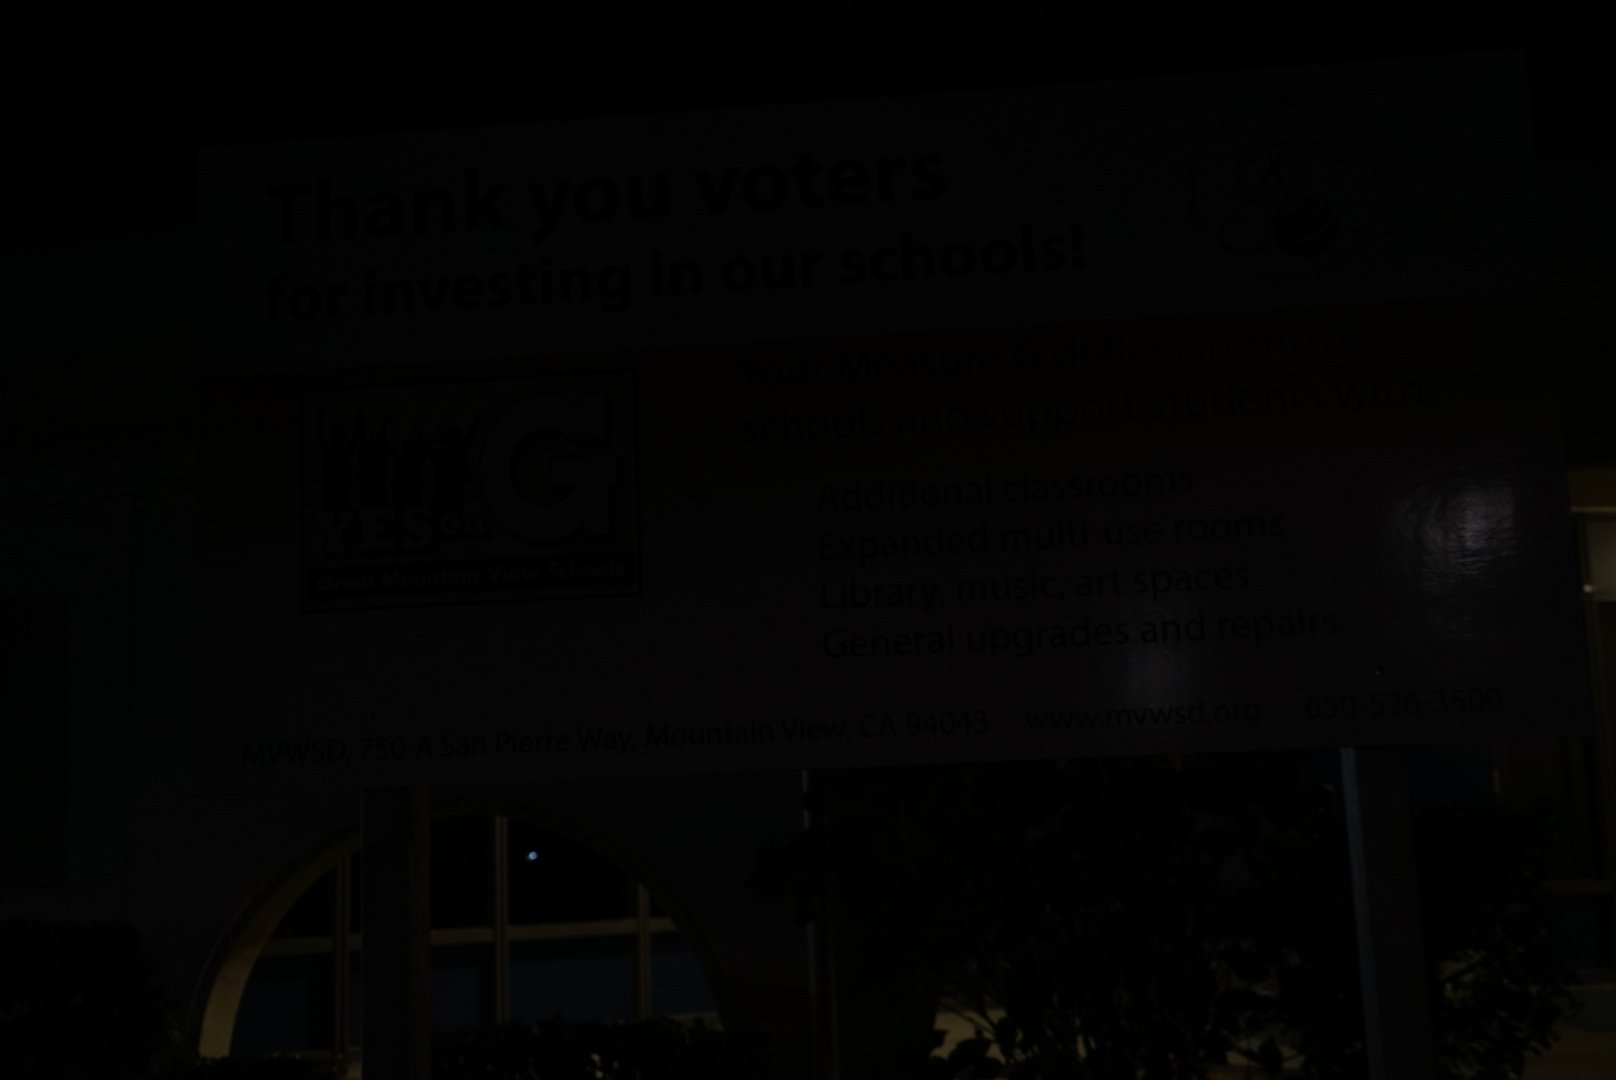 Thank you voters
for investing in our schools!
Your Measure G dollars improve
schools and support students with:
YES on G
Great Mountain View Schools
Additional classrooms
Expanded multi-use rooms
Library, music, art spaces
General upgrades and repairs
MVWSD, 750-A San Pierre Way, Mountain View, CA 94043 www.mvwsd.org 650-526-3500